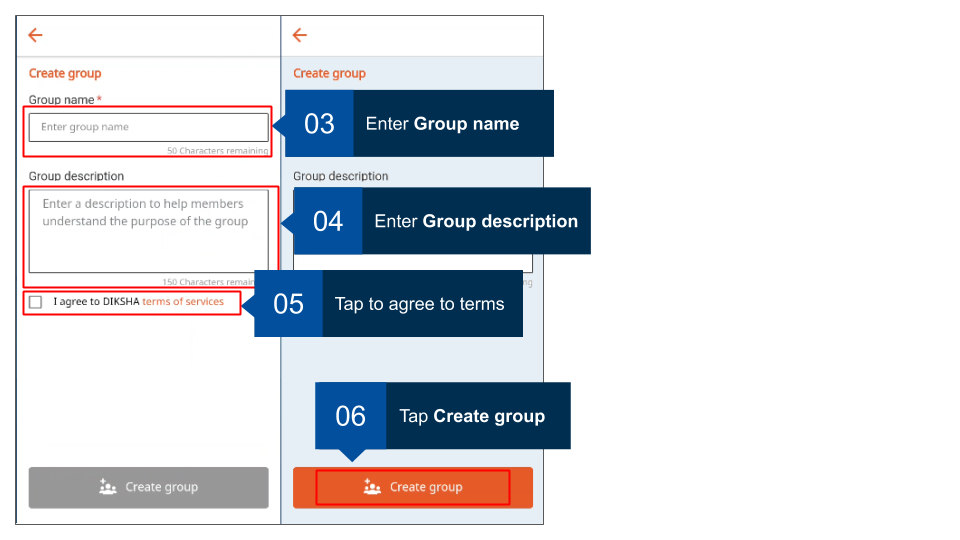 Create group
Group name *
Enter group name
50 Characters remaining
Group description
Enter a description to help members
understand the purpose of the group
150 Characters
I agree to DIKSHA terms of services
Create group
Create group
03 Enter Group name
Group description
04 Enter Group description
05 Tap to agree to terms
06 Tap Create group
Create group